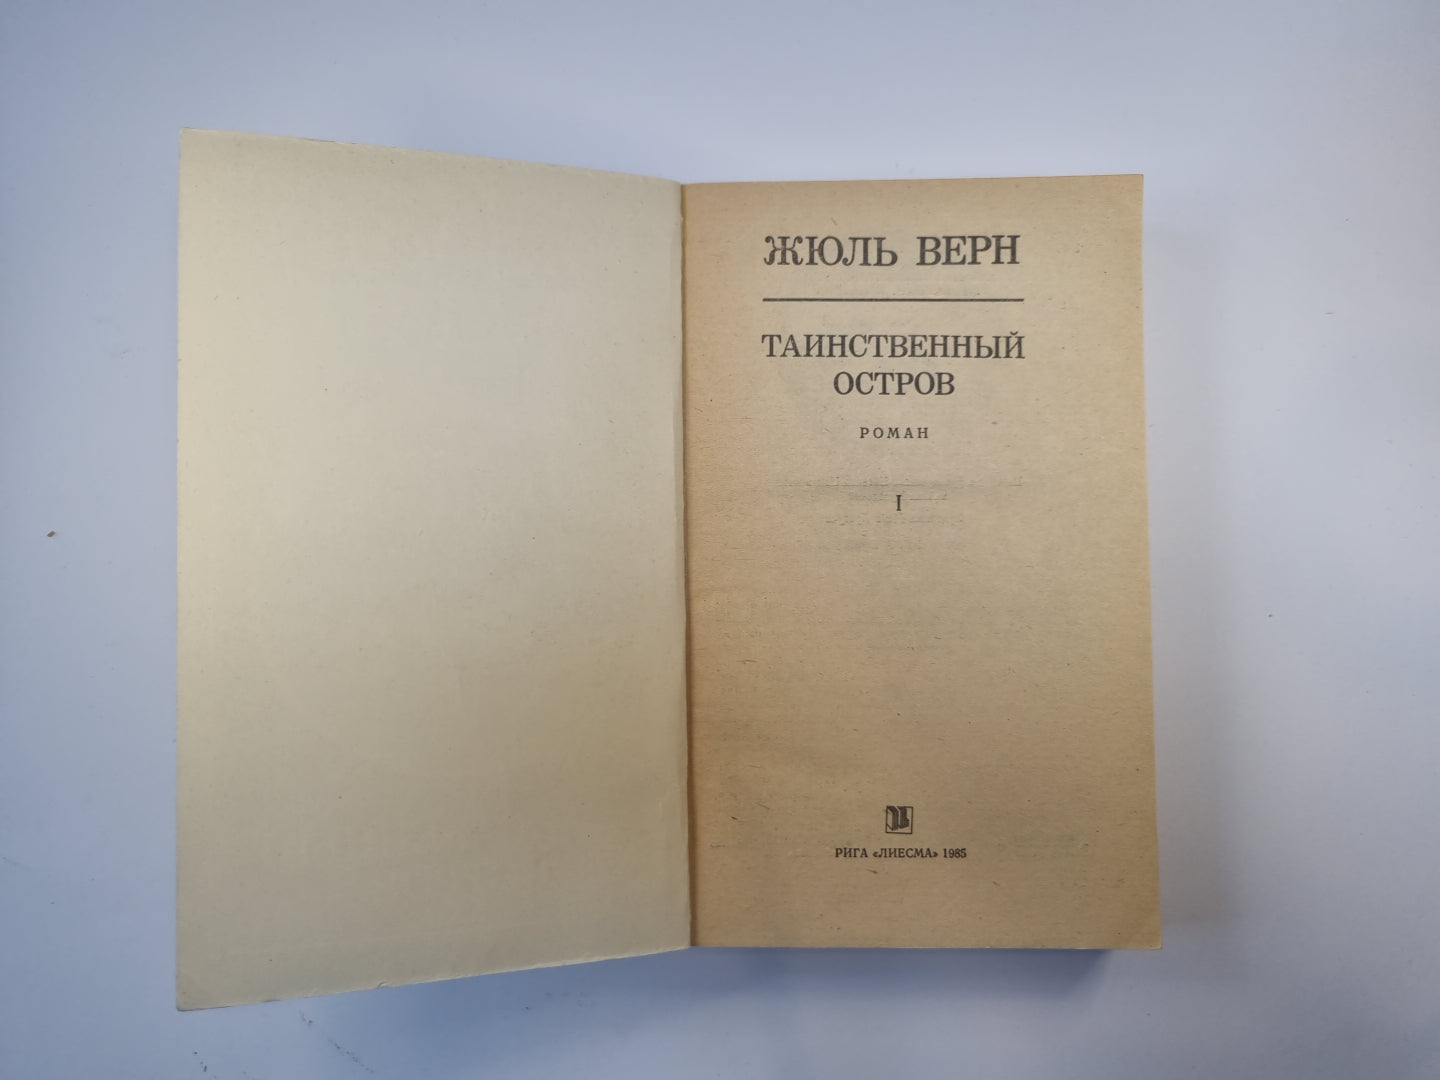 ЖЮЛЬ ВЕРН
ТАИНСТВЕННЫЙ
ОСТРОВ
РОМАН
I
РИГА «ЛИЕСМА» 1985